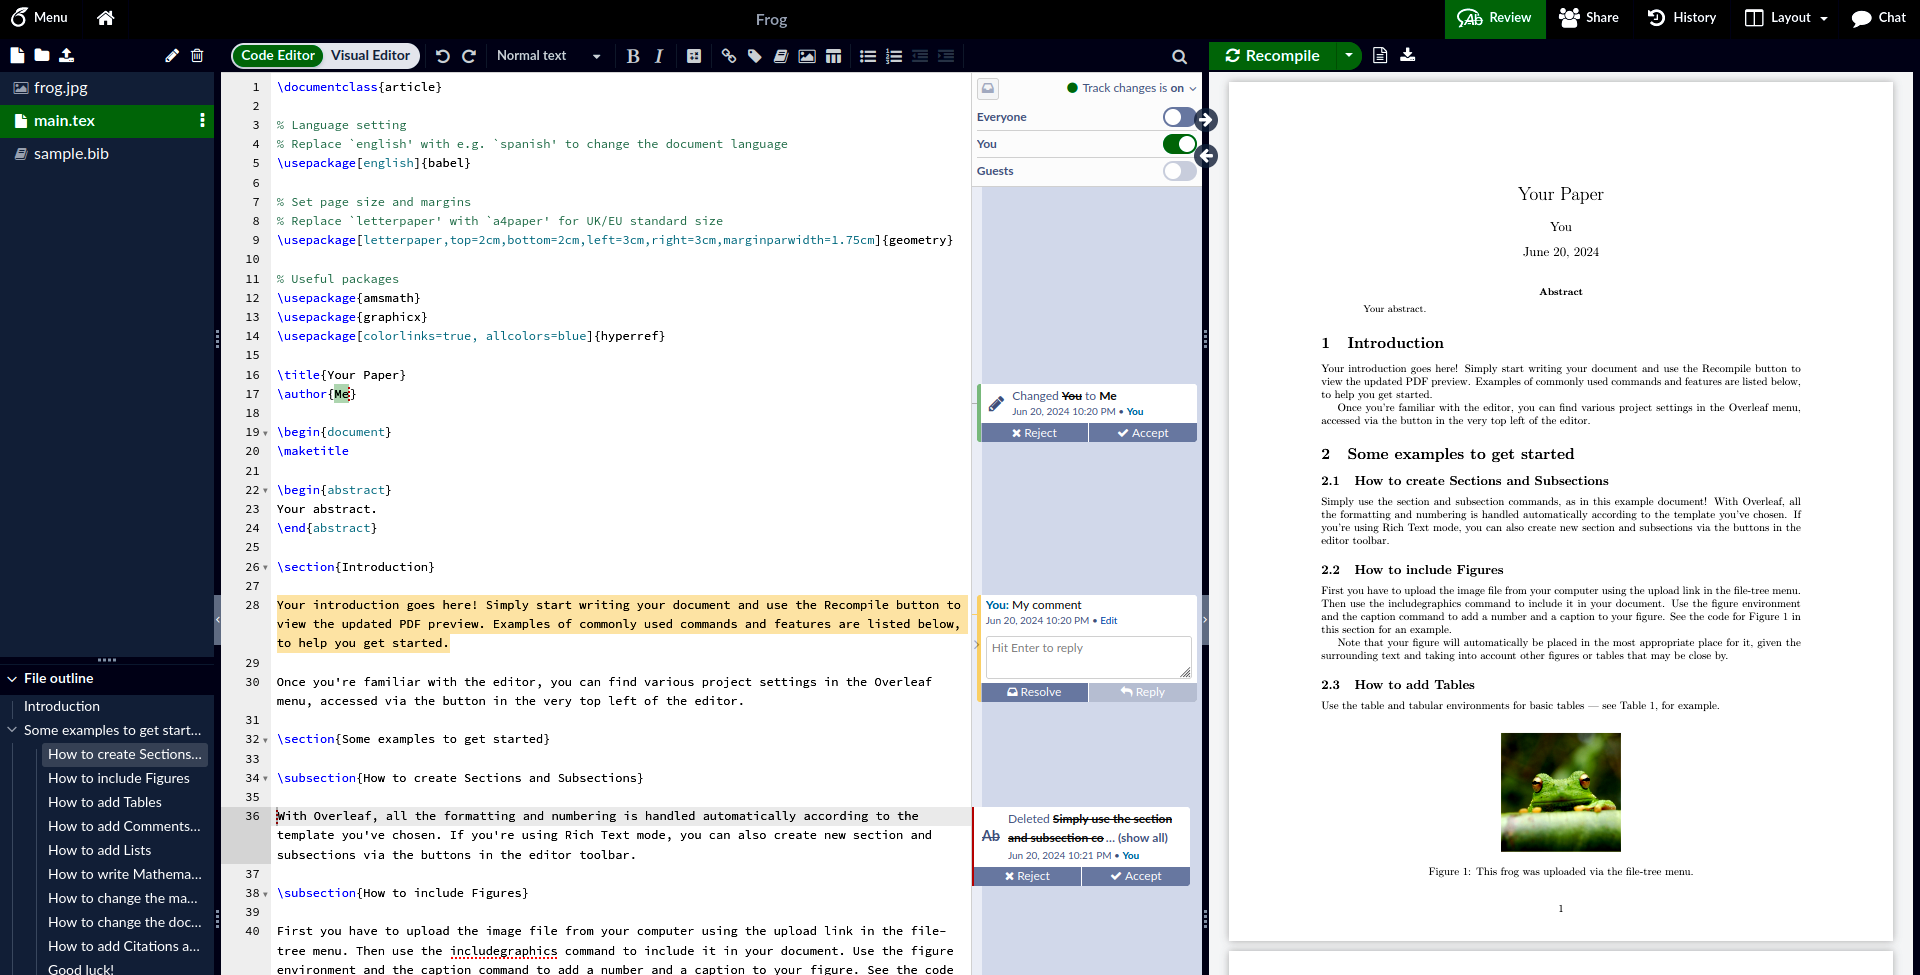 Menu
Frog
Review
Share
History
Layout
Chat
Code Editor
Visual Editor
Normal text
B I
Recompile
frog.jpg
main.tex
sample.bib
File outline
Introduction
Some examples to get start...
How to create Sections...
How to include Figures
How to add Tables
How to add Comments...
How to add Lists
How to write Mathema...
How to change the ma...
How to change the doc...
How to add Citations a...
Good luck!
1 \documentclass{article}
2
3 % Language setting
4 % Replace `english' with e.g. `spanish' to change the document language
5 \usepackage[english]{babel}
6
7 % Set page size and margins
8 % Replace `letterpaper' with `a4paper' for UK/EU standard size
9 \usepackage[letterpaper,top=2cm,bottom=2cm,left=3cm,right=3cm,marginparwidth=1.75cm]{geometry}
10
11 % Useful packages
12 \usepackage{amsmath}
13 \usepackage{graphicx}
14 \usepackage[colorlinks=true, allcolors=blue]{hyperref}
15
16 \title{Your Paper}
17 \author{Me}
18
19 \begin{document}
20 \maketitle
21
22 \begin{abstract}
23 Your abstract.
24 \end{abstract}
25
26 \section{Introduction}
27
28 Your introduction goes here! Simply start writing your document and use the Recompile button to
view the updated PDF preview. Examples of commonly used commands and features are listed below,
to help you get started.
29
30 Once you're familiar with the editor, you can find various project settings in the Overleaf
menu, accessed via the button in the very top left of the editor.
31
32 \section{Some examples to get started}
33
34 \subsection{How to create Sections and Subsections}
35
36 With Overleaf, all the formatting and numbering is handled automatically according to the
template you've chosen. If you're using Rich Text mode, you can also create new section and
subsections via the buttons in the editor toolbar.
37
38 \subsection{How to include Figures}
39
40 First you have to upload the image file from your computer using the upload link in the file-
tree menu. Then use the includegraphics command to include it in your document. Use the figure
environment and the caption command to add a number and a caption to your figure. See the code
Track changes is on
Everyone
You
Guests
Changed You to Me
Jun 20, 2024 10:20 PM • You
Reject
Accept
You: My comment
Jun 20, 2024 10:20 PM • Edit
Hit Enter to reply
Resolve
Reply
Ab Deleted Simply use the section
and subsection co ... (show all)
Jun 20, 2024 10:21 PM • You
Reject
Accept
Your Paper
You
June 20, 2024
Abstract
Your abstract.
1 Introduction
Your introduction goes here! Simply start writing your document and use the Recompile button to
view the updated PDF preview. Examples of commonly used commands and features are listed below,
to help you get started.
Once you're familiar with the editor, you can find various project settings in the Overleaf menu,
accessed via the button in the very top left of the editor.
2 Some examples to get started
2.1 How to create Sections and Subsections
Simply use the section and subsection commands, as in this example document! With Overleaf, all
the formatting and numbering is handled automatically according to the template you've chosen. If
you're using Rich Text mode, you can also create new section and subsections via the buttons in the
editor toolbar.
2.2 How to include Figures
First you have to upload the image file from your computer using the upload link in the file-tree menu.
Then use the includegraphics command to include it in your document. Use the figure environment
and the caption command to add a number and a caption to your figure. See the code for Figure 1 in
this section for an example.
Note that your figure will automatically be placed in the most appropriate place for it, given the
surrounding text and taking into account other figures or tables that may be close by.
2.3 How to add Tables
Use the table and tabular environments for basic tables — see Table 1, for example.
Figure 1: This frog was uploaded via the file-tree menu.
1